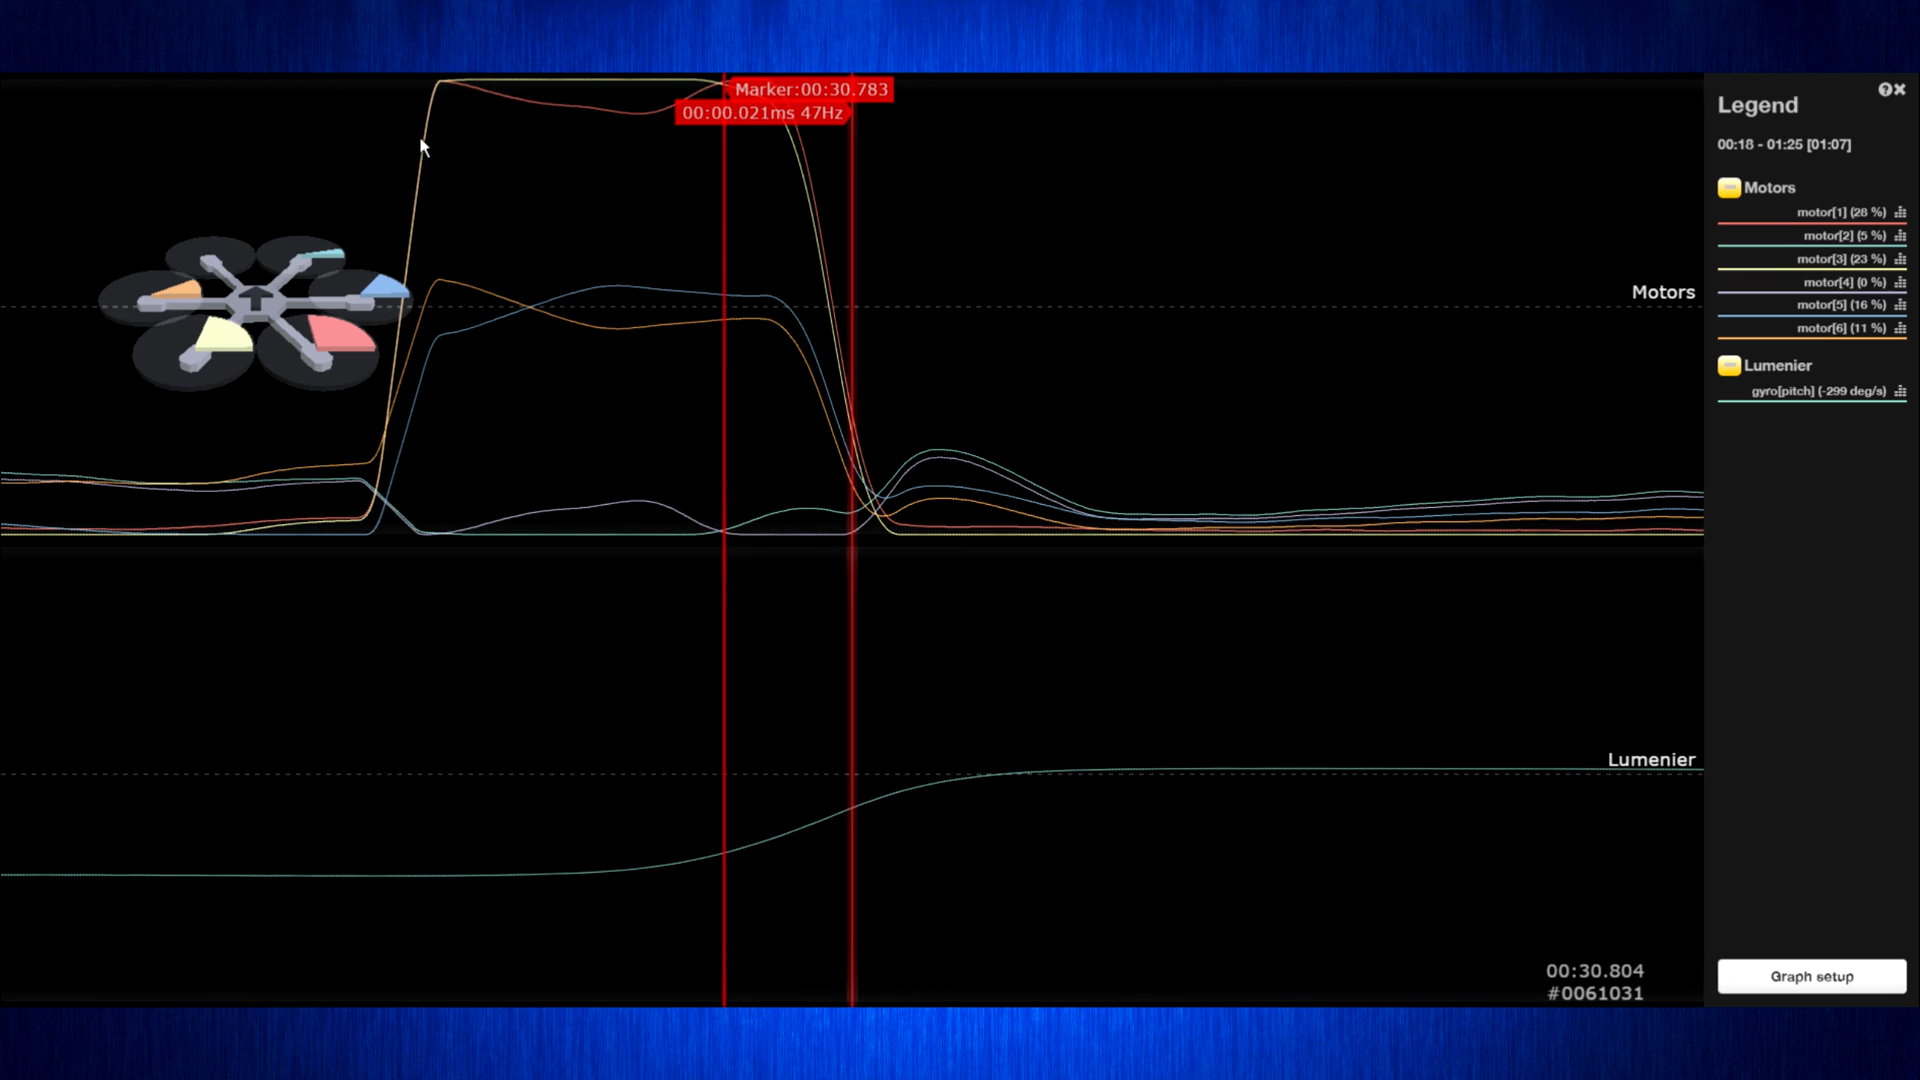 Marker:00:30.783
00:00.021ms 47Hz
Motors
Lumenier
00:30.804
#0061031
Legend
00:18 - 01:25 [01:07]
Motors
motor[1] (28 %)
motor[2] (5 %)
motor[3] (23 %)
motor[4] (0 %)
motor[5] (16 %)
motor[6] (11 %)
Lumenier
gyro[pitch] (-299 deg/s)
Graph setup